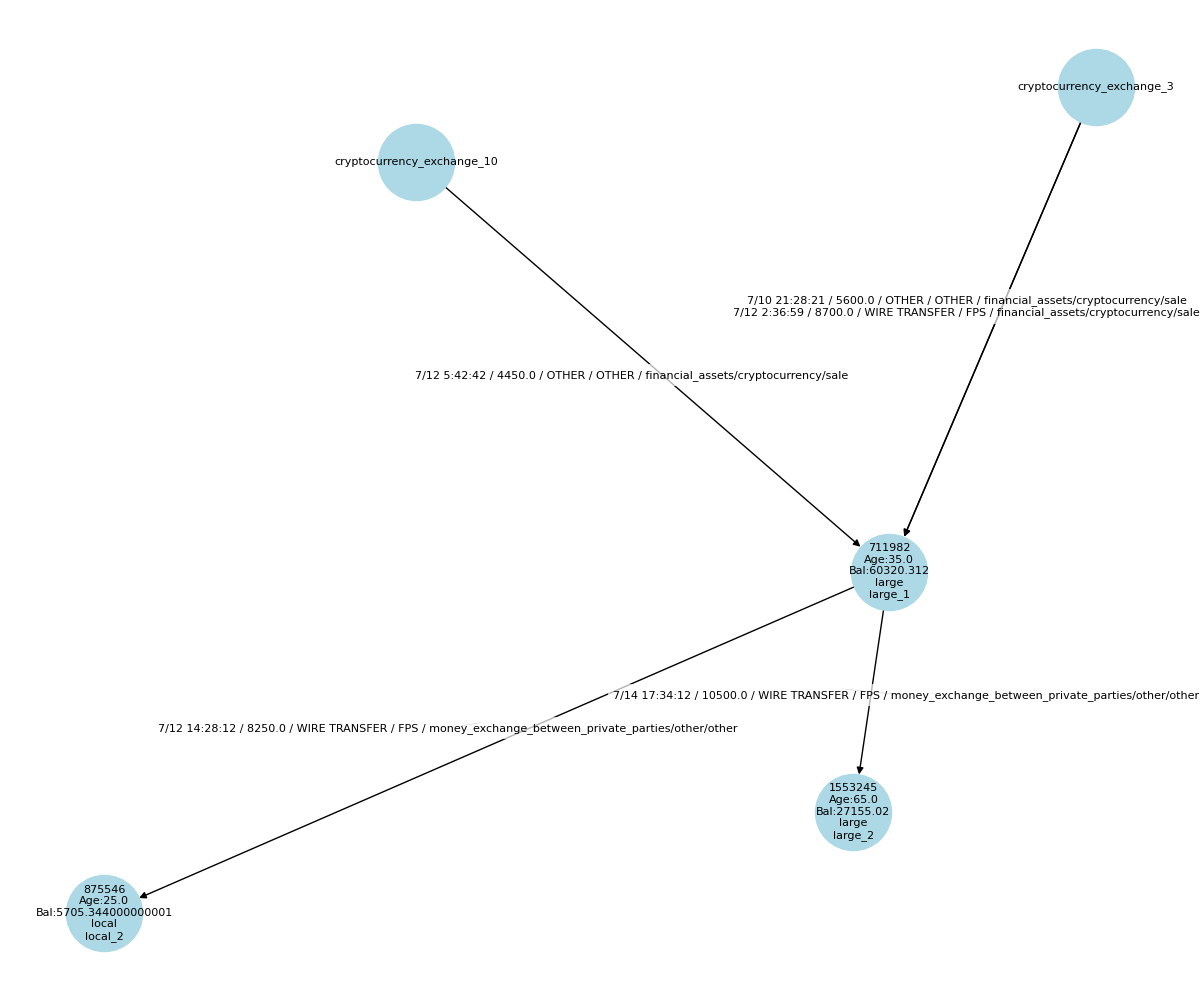 cryptocurrency_exchange_3
cryptocurrency_exchange_10
7/10 21:28:21 / 5600.0 / OTHER / OTHER / financial_assets/cryptocurrency/sale
7/12 2:36:59 / 8700.0 / WIRE TRANSFER / FPS / financial_assets/cryptocurrency/sale
7/12 5:42:42 / 4450.0 / OTHER / OTHER / financial_assets/cryptocurrency/sale
711982
Age:35.0
Bal:60320.312
large
large_1
7/14 17:34:12 / 10500.0 / WIRE TRANSFER / FPS / money_exchange_between_private_parties/other/other
7/12 14:28:12 / 8250.0 / WIRE TRANSFER / FPS / money_exchange_between_private_parties/other/other
1553245
Age:65.0
Bal:27155.02
large
large_2
875546
Age:25.0
Bal:5705.344000000001
local
local_2